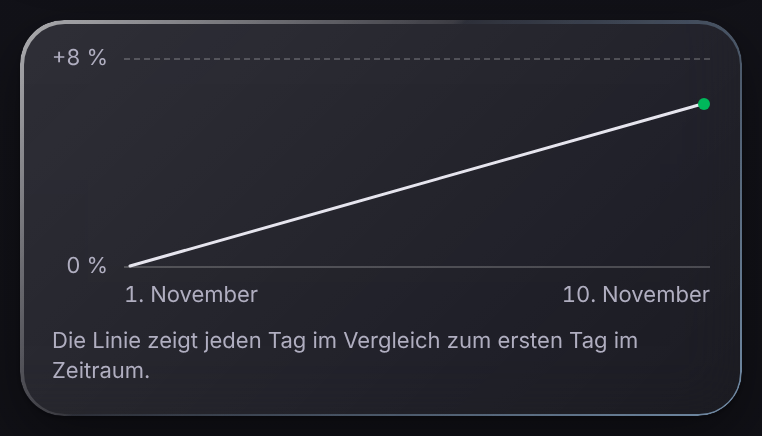 +8 %
0 %
1. November
10. November
Die Linie zeigt jeden Tag im Vergleich zum ersten Tag im
Zeitraum.